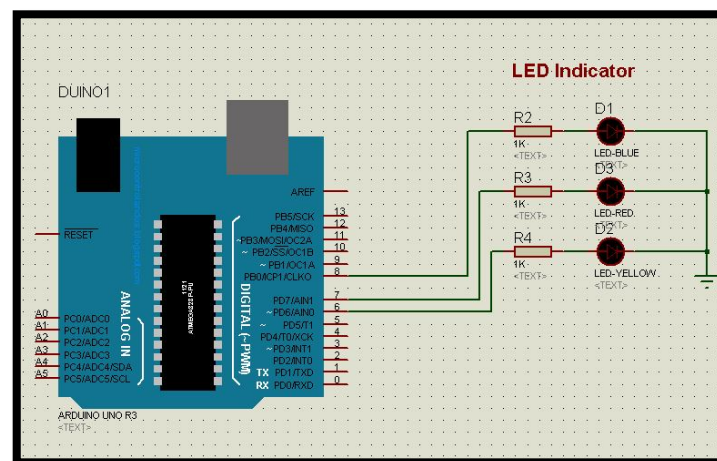 LED Indicator
DUINO1
R2
D1
1K
<TEXT>
LED-BLUE
<TEXT>
R3
D3
1K
<TEXT>
LED-RED
<TEXT>
R4
D2
1K
<TEXT>
LED-YELLOW
<TEXT>
AREF
RESET
PB5/SCK 13
PB4/MISO 12
~PB3/MOSI/OC2A 11
~ PB2/SS/OC1B 10
~ PB1/OC1A 9
PB0/ICP1/CLKO 8
PD7/AIN1 7
~ PD6/AIN0 6
~ PD5/T1 5
PD4/T0/XCK 4
~ PD3/INT1 3
PD2/INT0 2
TX PD1/TXD 1
RX PD0/RXD 0
DIGITAL (~PWM)
ANALOG IN
A0 PC0/ADC0
A1 PC1/ADC1
A2 PC2/ADC2
A3 PC3/ADC3
A4 PC4/ADC4/SDA
A5 PC5/ADC5/SCL
ARDUINO UNO R3
<TEXT>